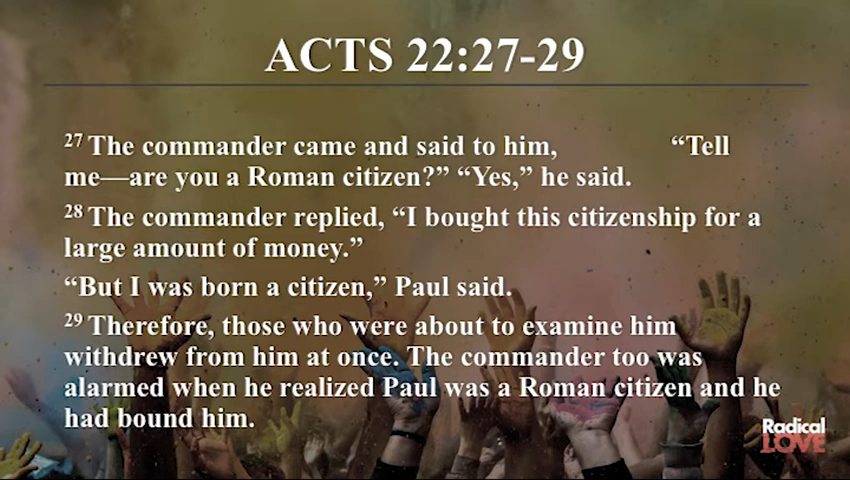 ACTS 22:27-29
27 The commander came and said to him, “Tell
me—are you a Roman citizen?” “Yes,” he said.
28 The commander replied, “I bought this citizenship for a
large amount of money.”
“But I was born a citizen,” Paul said.
29 Therefore, those who were about to examine him
withdrew from him at once. The commander too was
alarmed when he realized Paul was a Roman citizen and he
had bound him.
Radical
LOVE